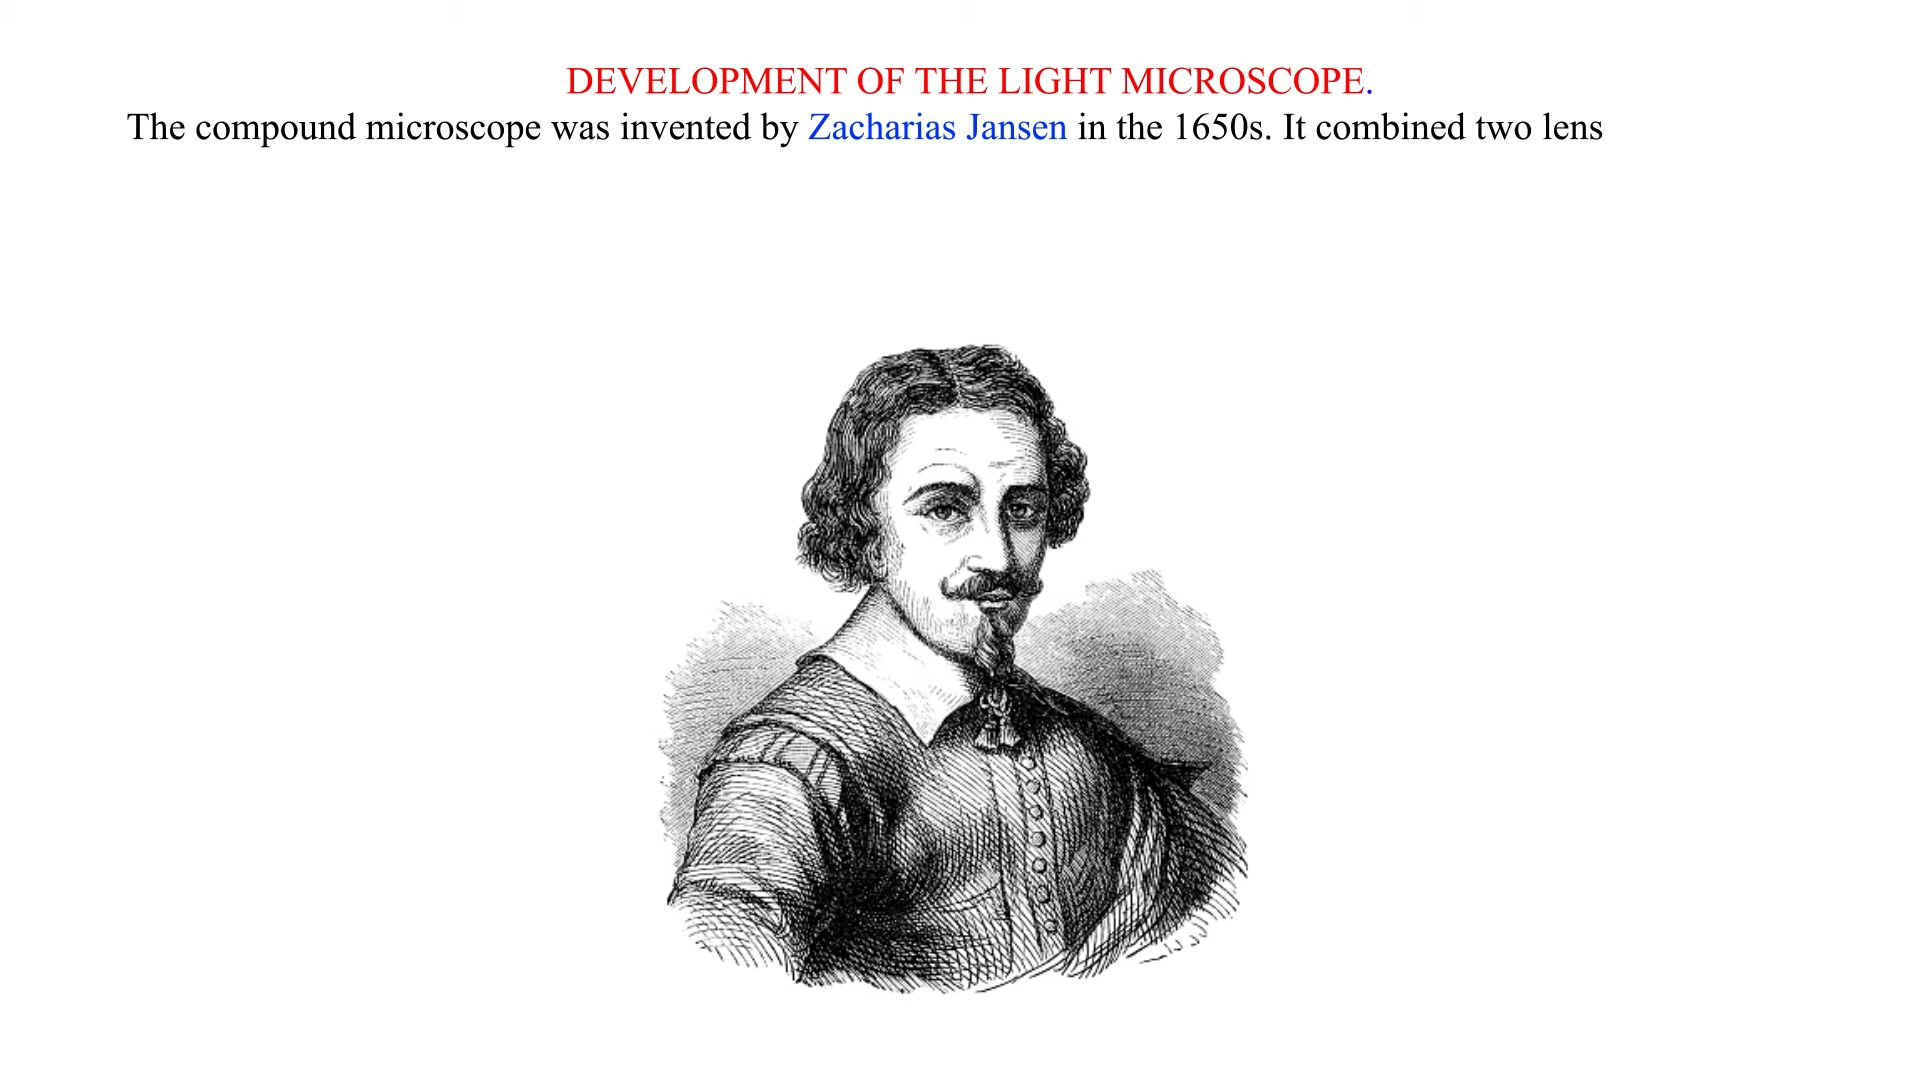 DEVELOPMENT OF THE LIGHT MICROSCOPE.
The compound microscope was invented by Zacharias Jansen in the 1650s. It combined two lens